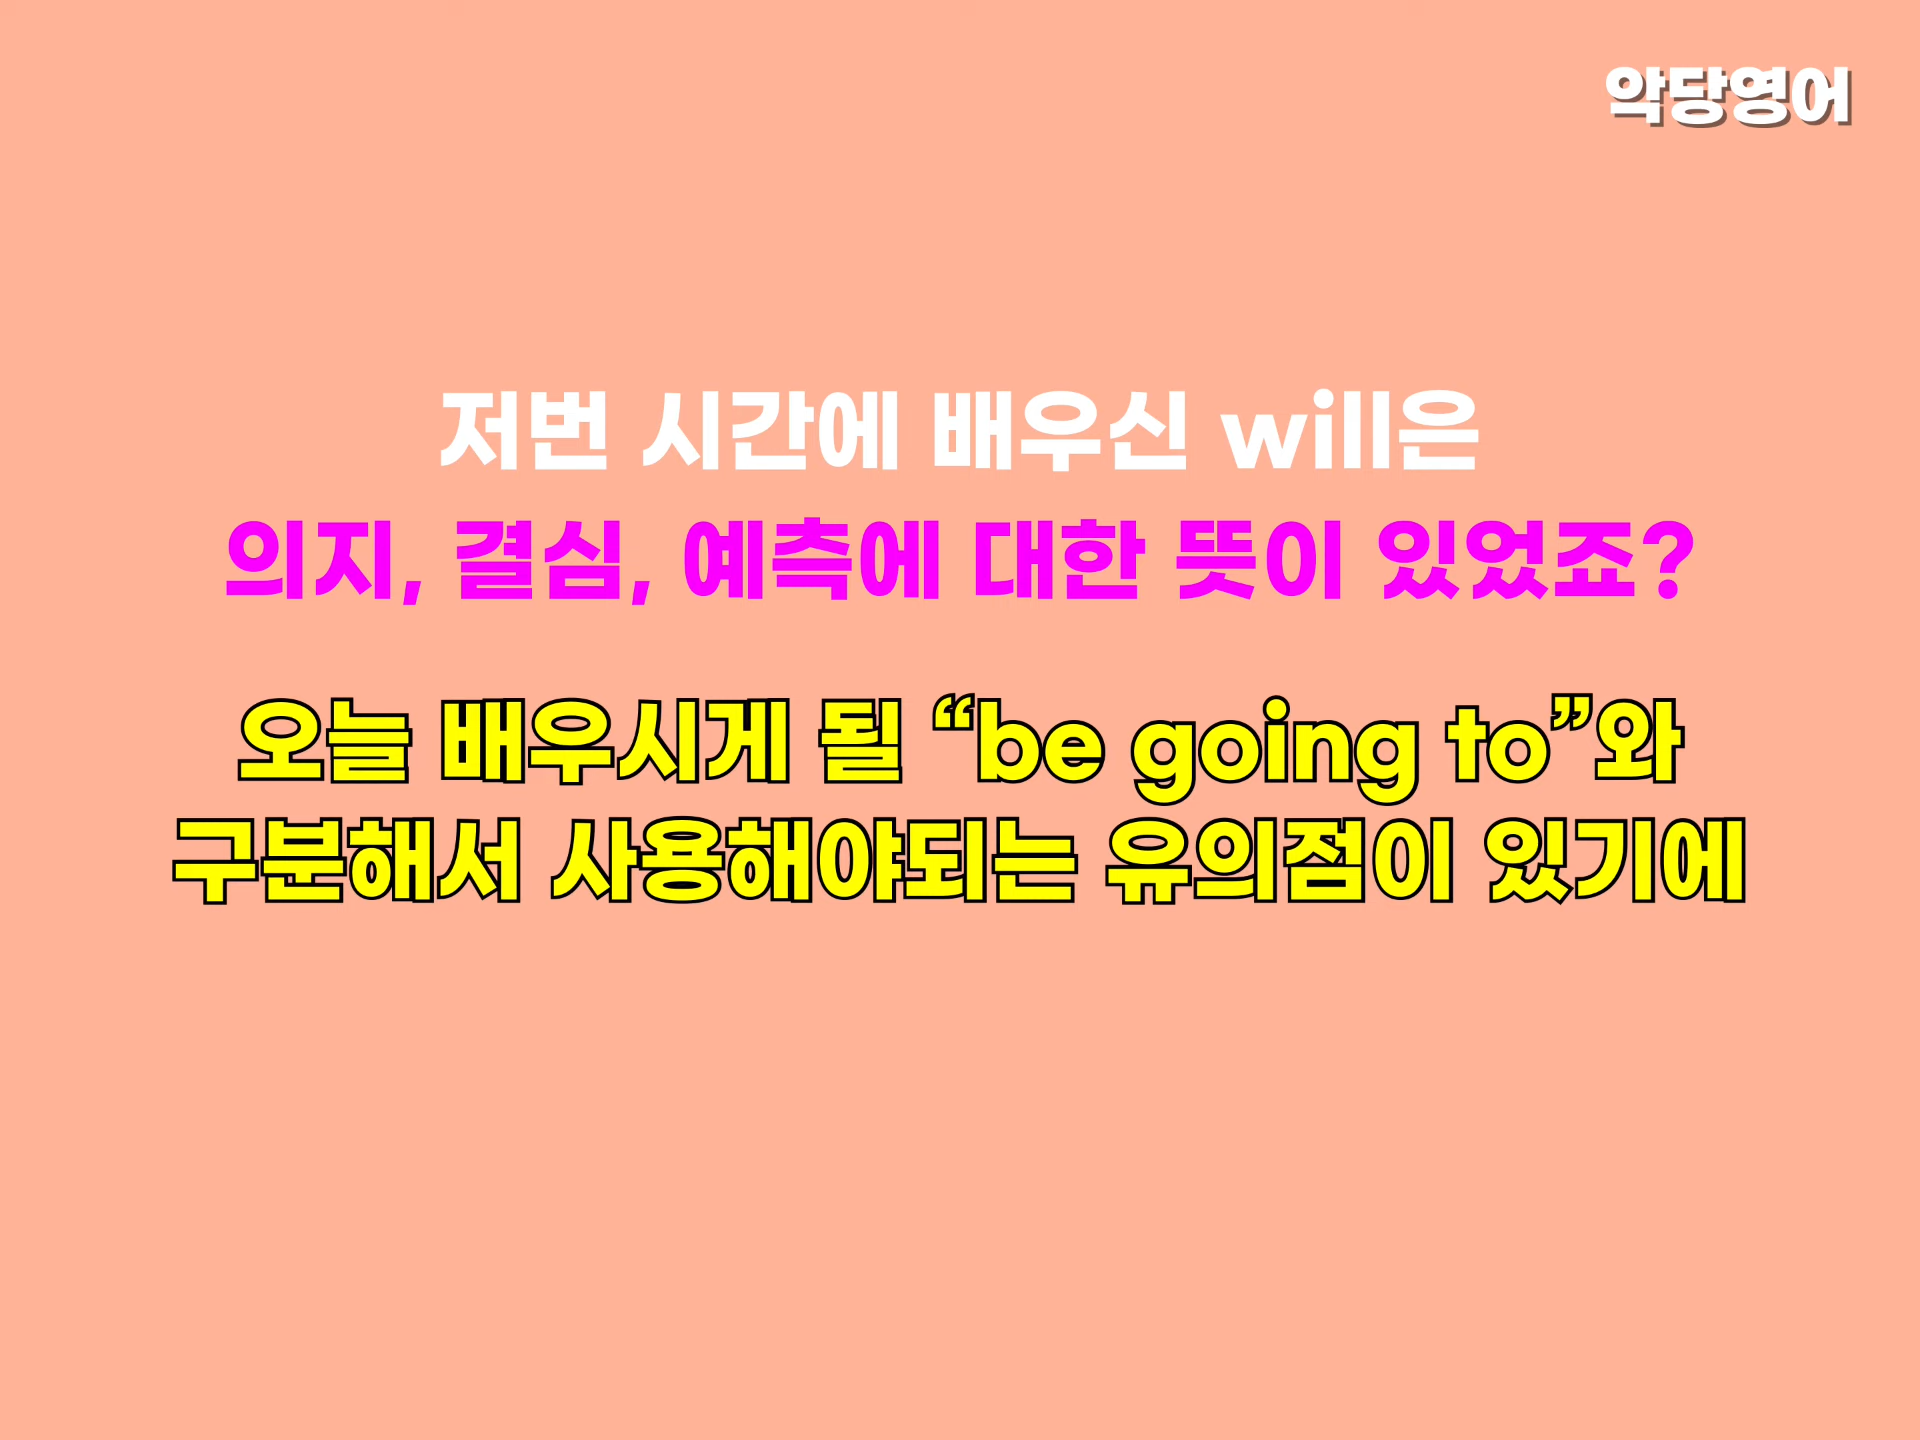 악당영어
저번 시간에 배우신 will은
의지, 결심, 예측에 대한 뜻이 있었죠?
오늘 배우시게 될 “be going to”와
구분해서 사용해야되는 유의점이 있기에